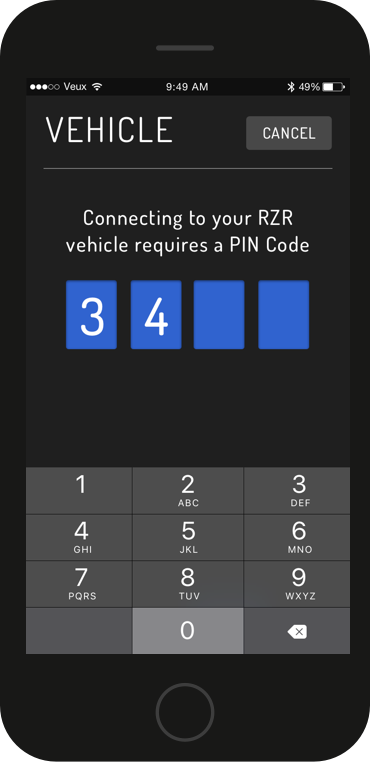 Veux 9:49 AM 49%
VEHICLE CANCEL
Connecting to your RZR
vehicle requires a PIN Code
3 4
1 2 3
ABC DEF
4 5 6
GHI JKL MNO
7 8 9
PQRS TUV WXYZ
0